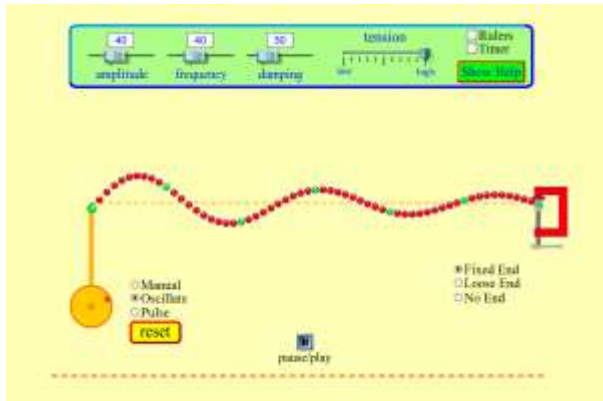 40 40 50 tension Rulers
Timer
amplitude frequency damping low high Show Help
Manual
Oscillate
Pulse
reset
Fixed End
Loose End
No End
pause/play